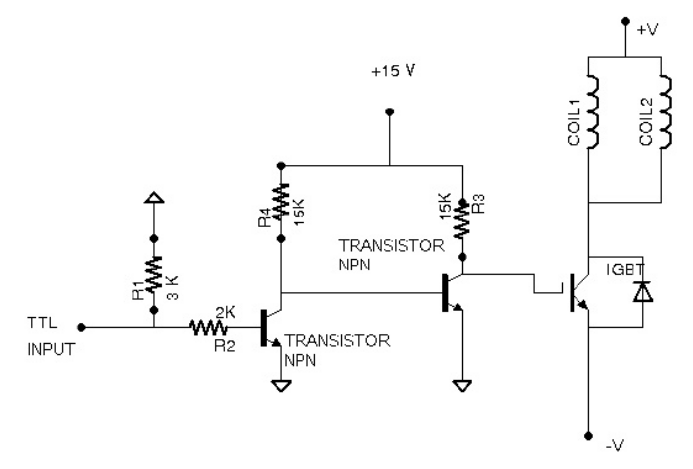 +V
COIL1
COIL2
+15 V
R4
15K
15K
R3
TRANSISTOR
NPN
IGBT
R1
3 K
TTL
INPUT
2K
R2
TRANSISTOR
NPN
-V